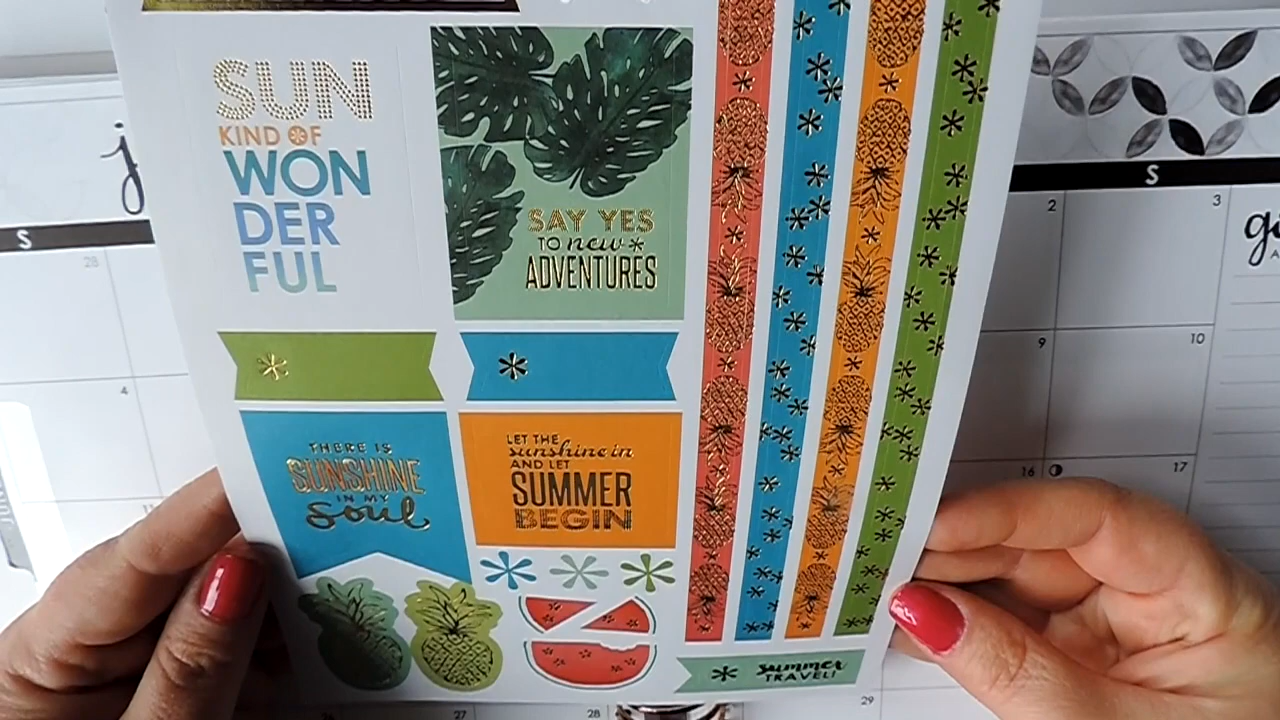 SUN
KIND OF
WON
DER
FUL
SAY YES
TO new
ADVENTURES
THERE IS
SUNSHINE
IN MY
soul
LET THE
sunshine in
AND LET
SUMMER
BEGIN
summer
TRAVEL!
j
S
28
4
S
2
3
9
10
16
17
27
28
29